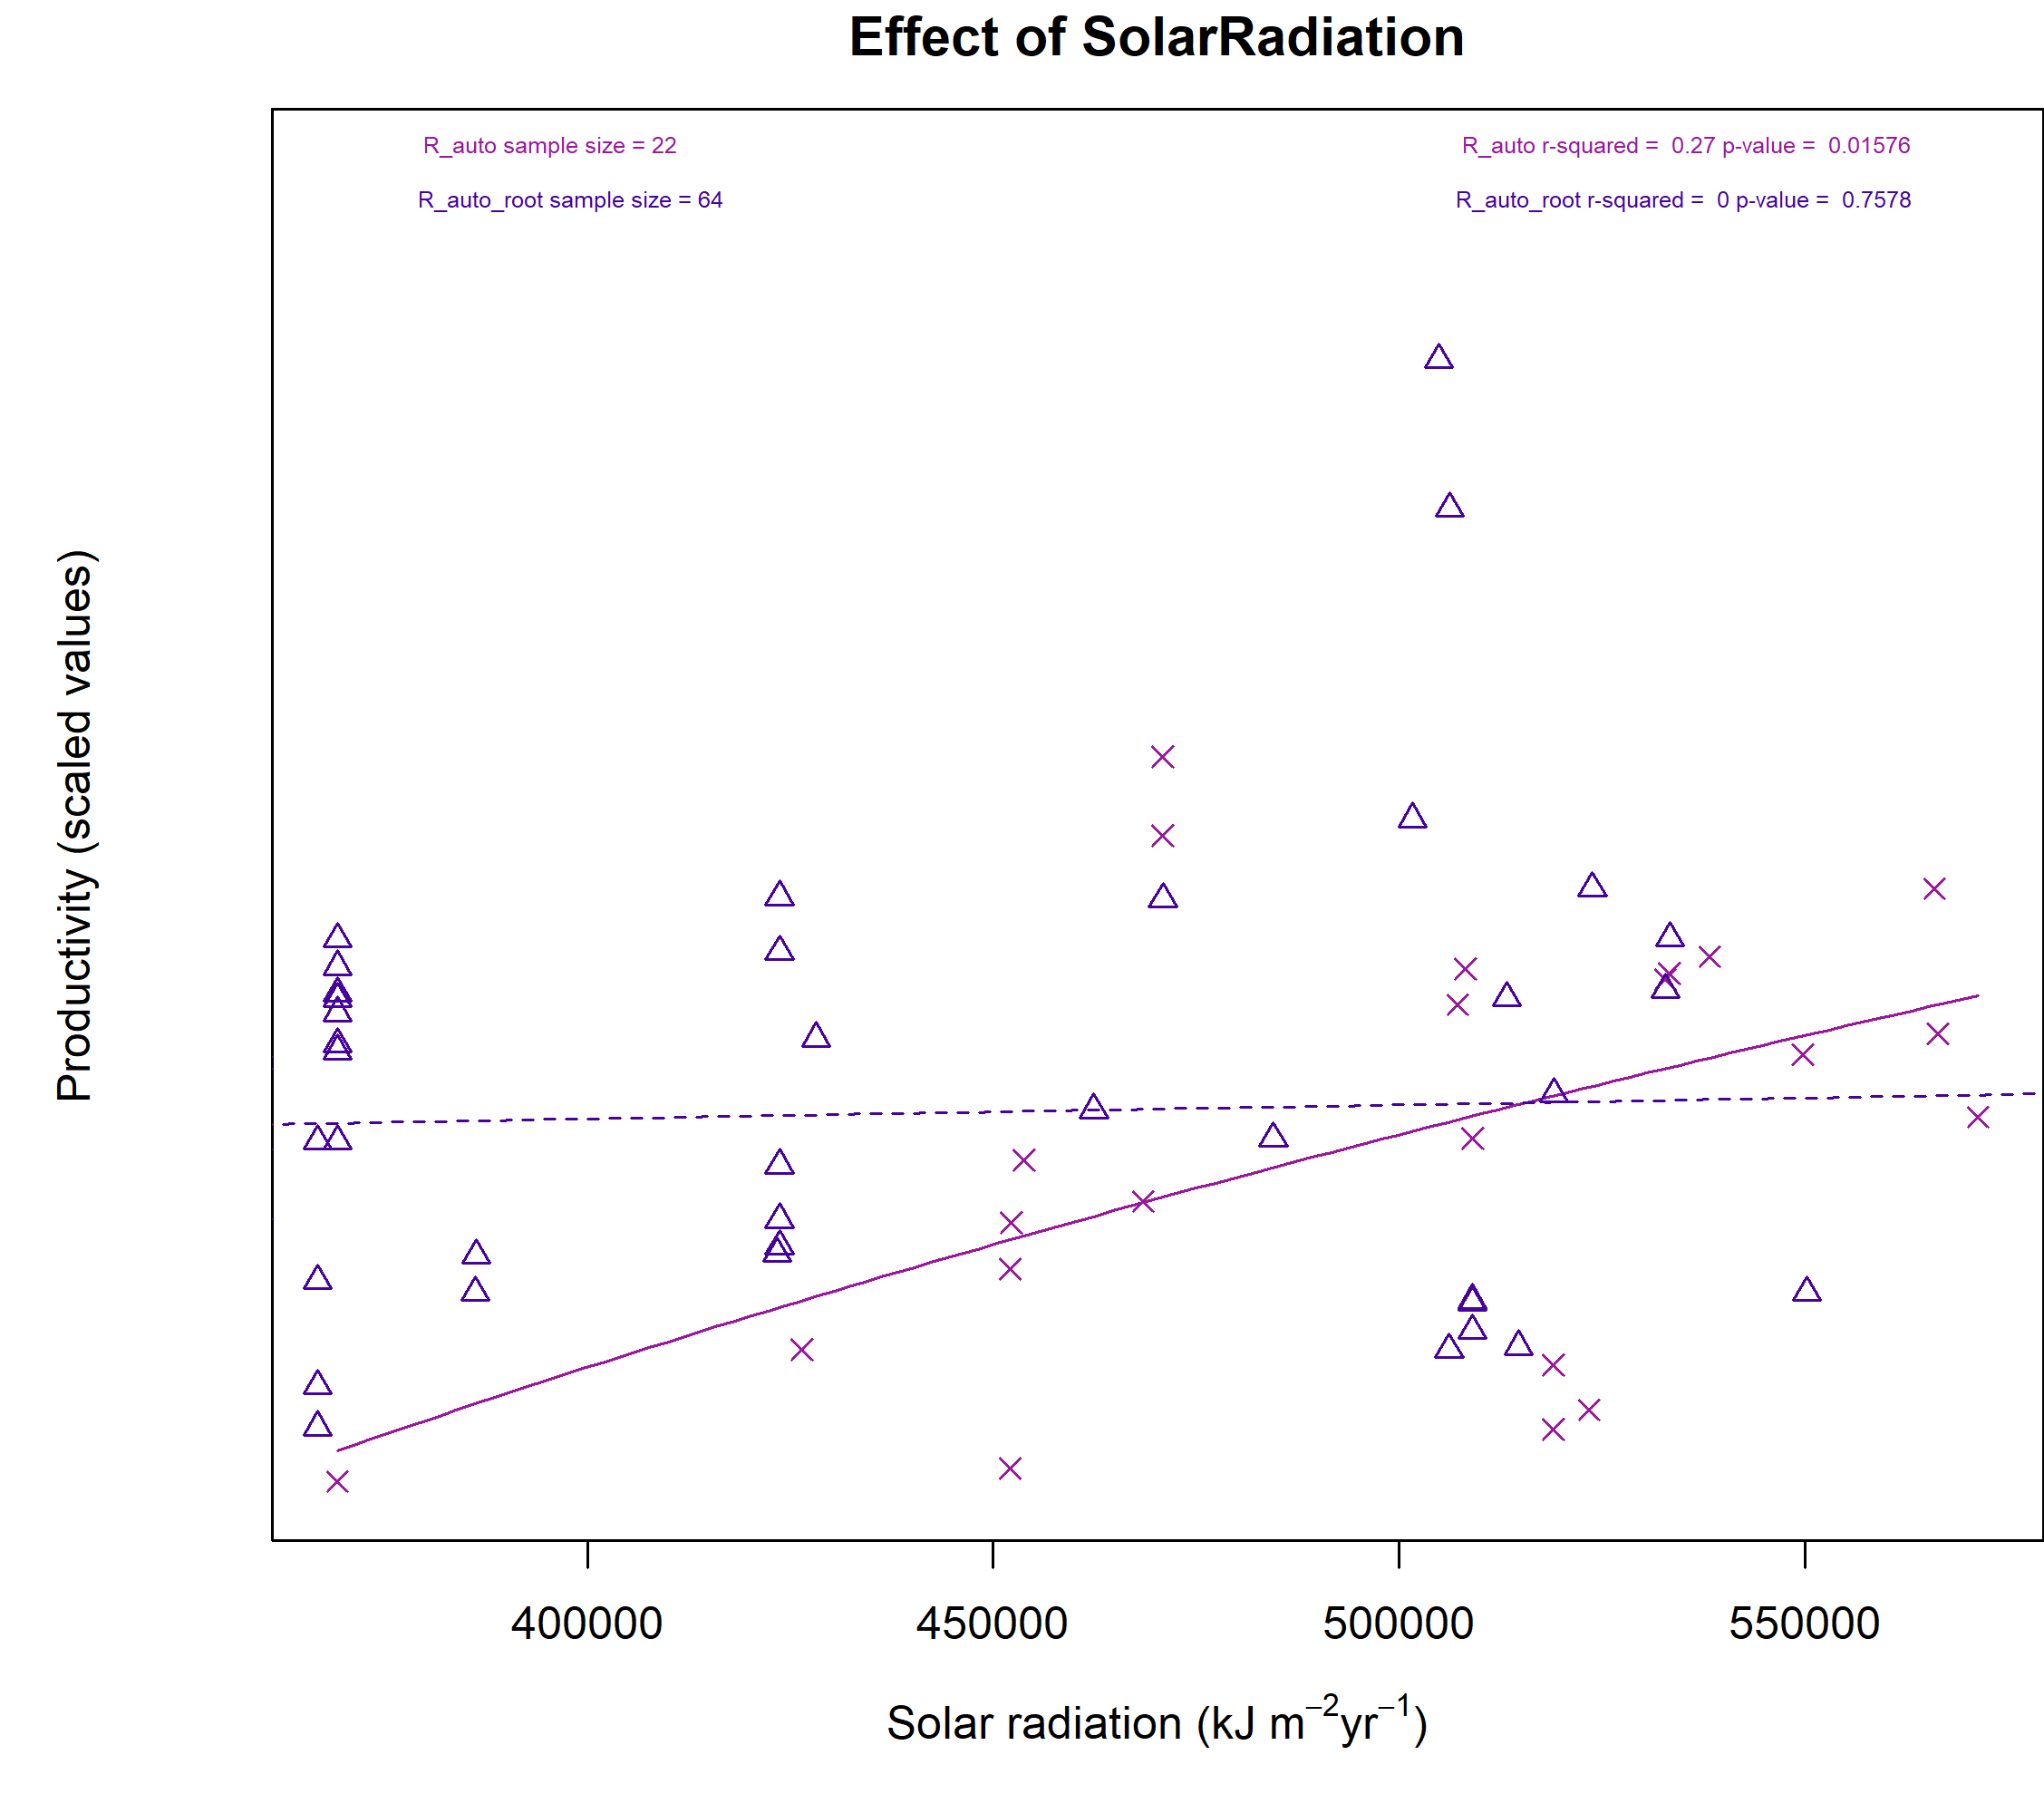 Effect of SolarRadiation
R_auto sample size = 22
R_auto r-squared =  0.27 p-value =  0.01576
R_auto_root sample size = 64
R_auto_root r-squared =  0 p-value =  0.7578
Productivity (scaled values)
400000
450000
500000
550000
Solar radiation (kJ m⁻²yr⁻¹)